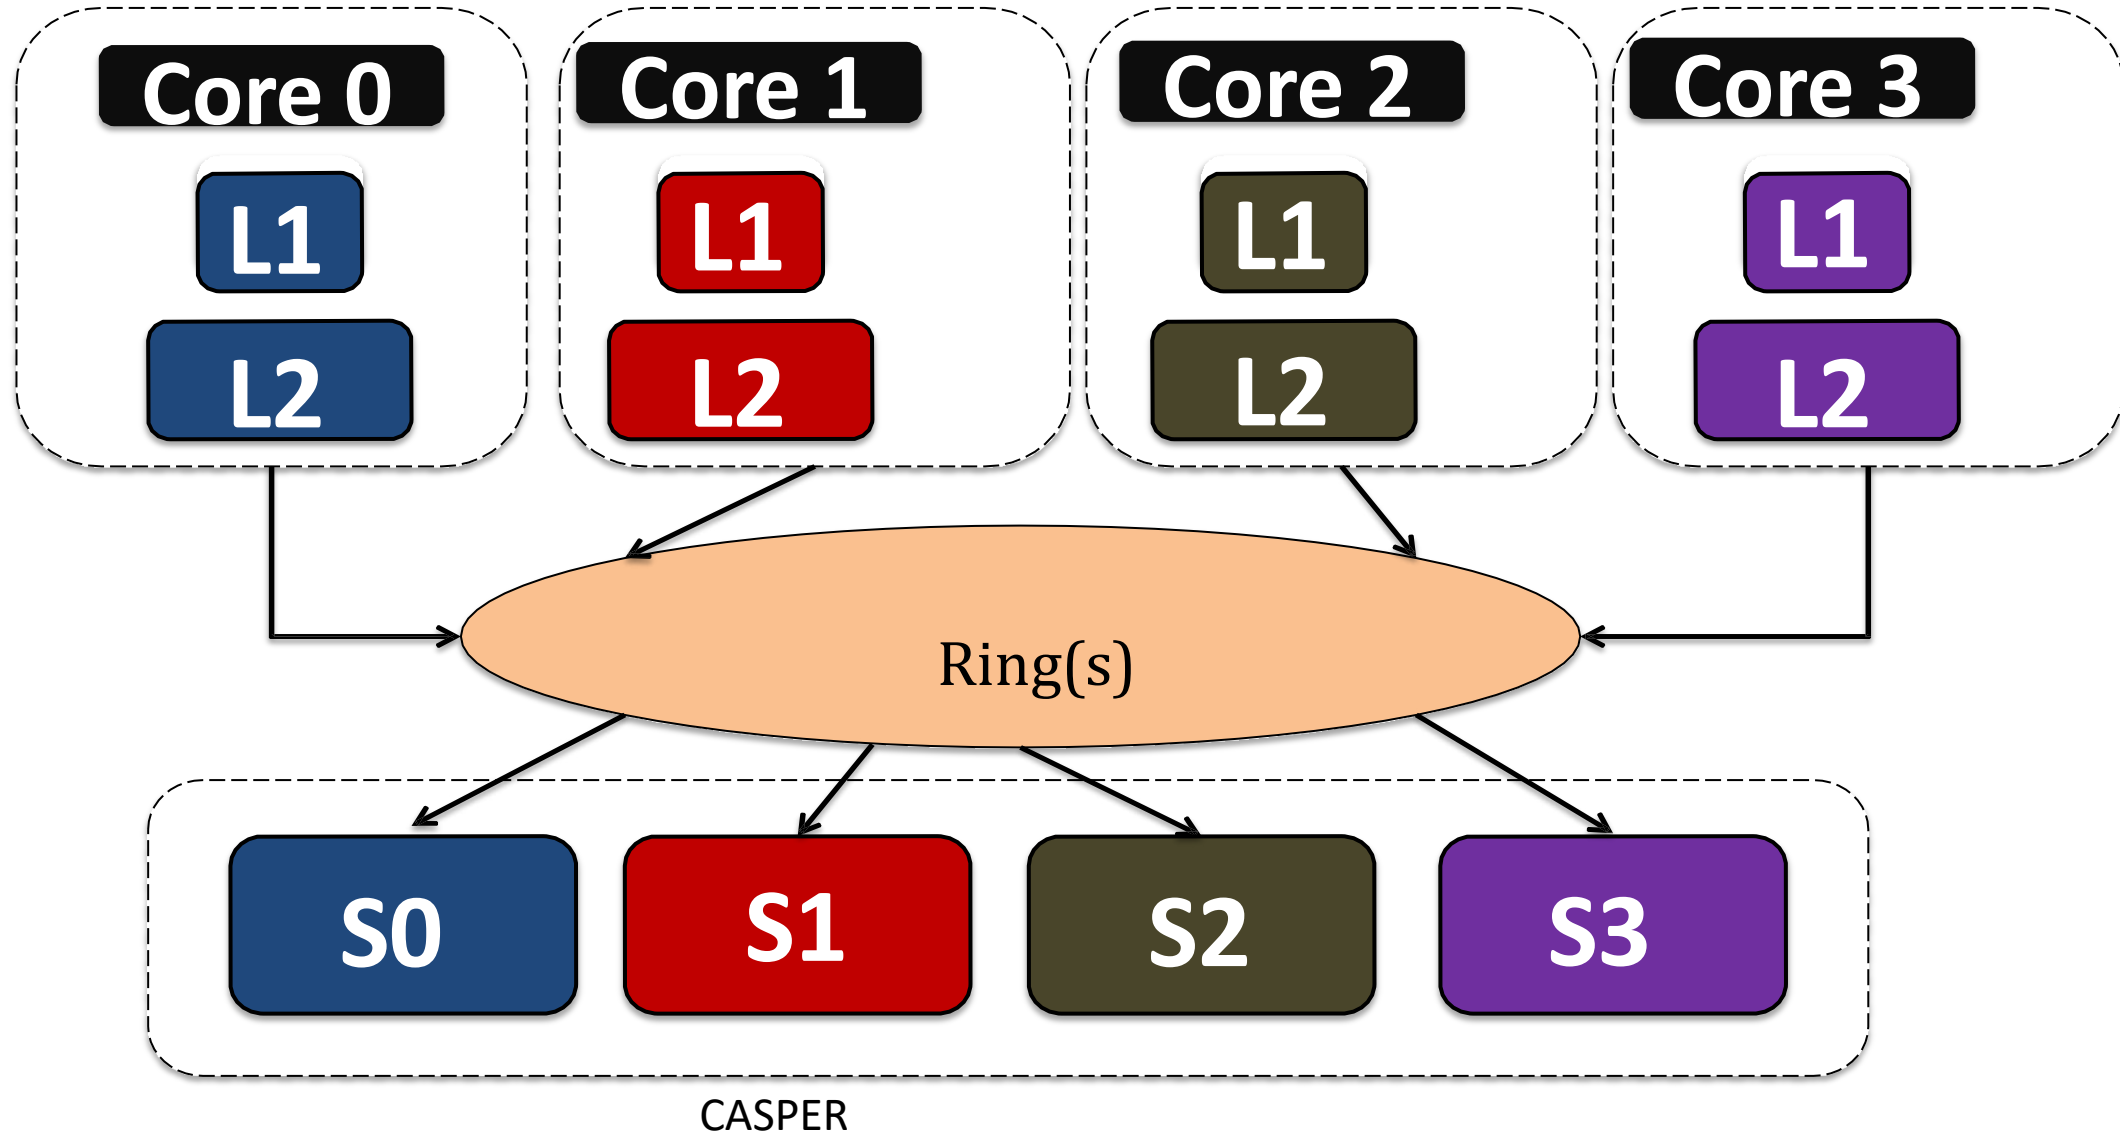 Core 0
Core 1
Core 2
Core 3
L1
L1
L1
L1
L2
L2
L2
L2
Ring(s)
S0
S1
S2
S3
CASPER